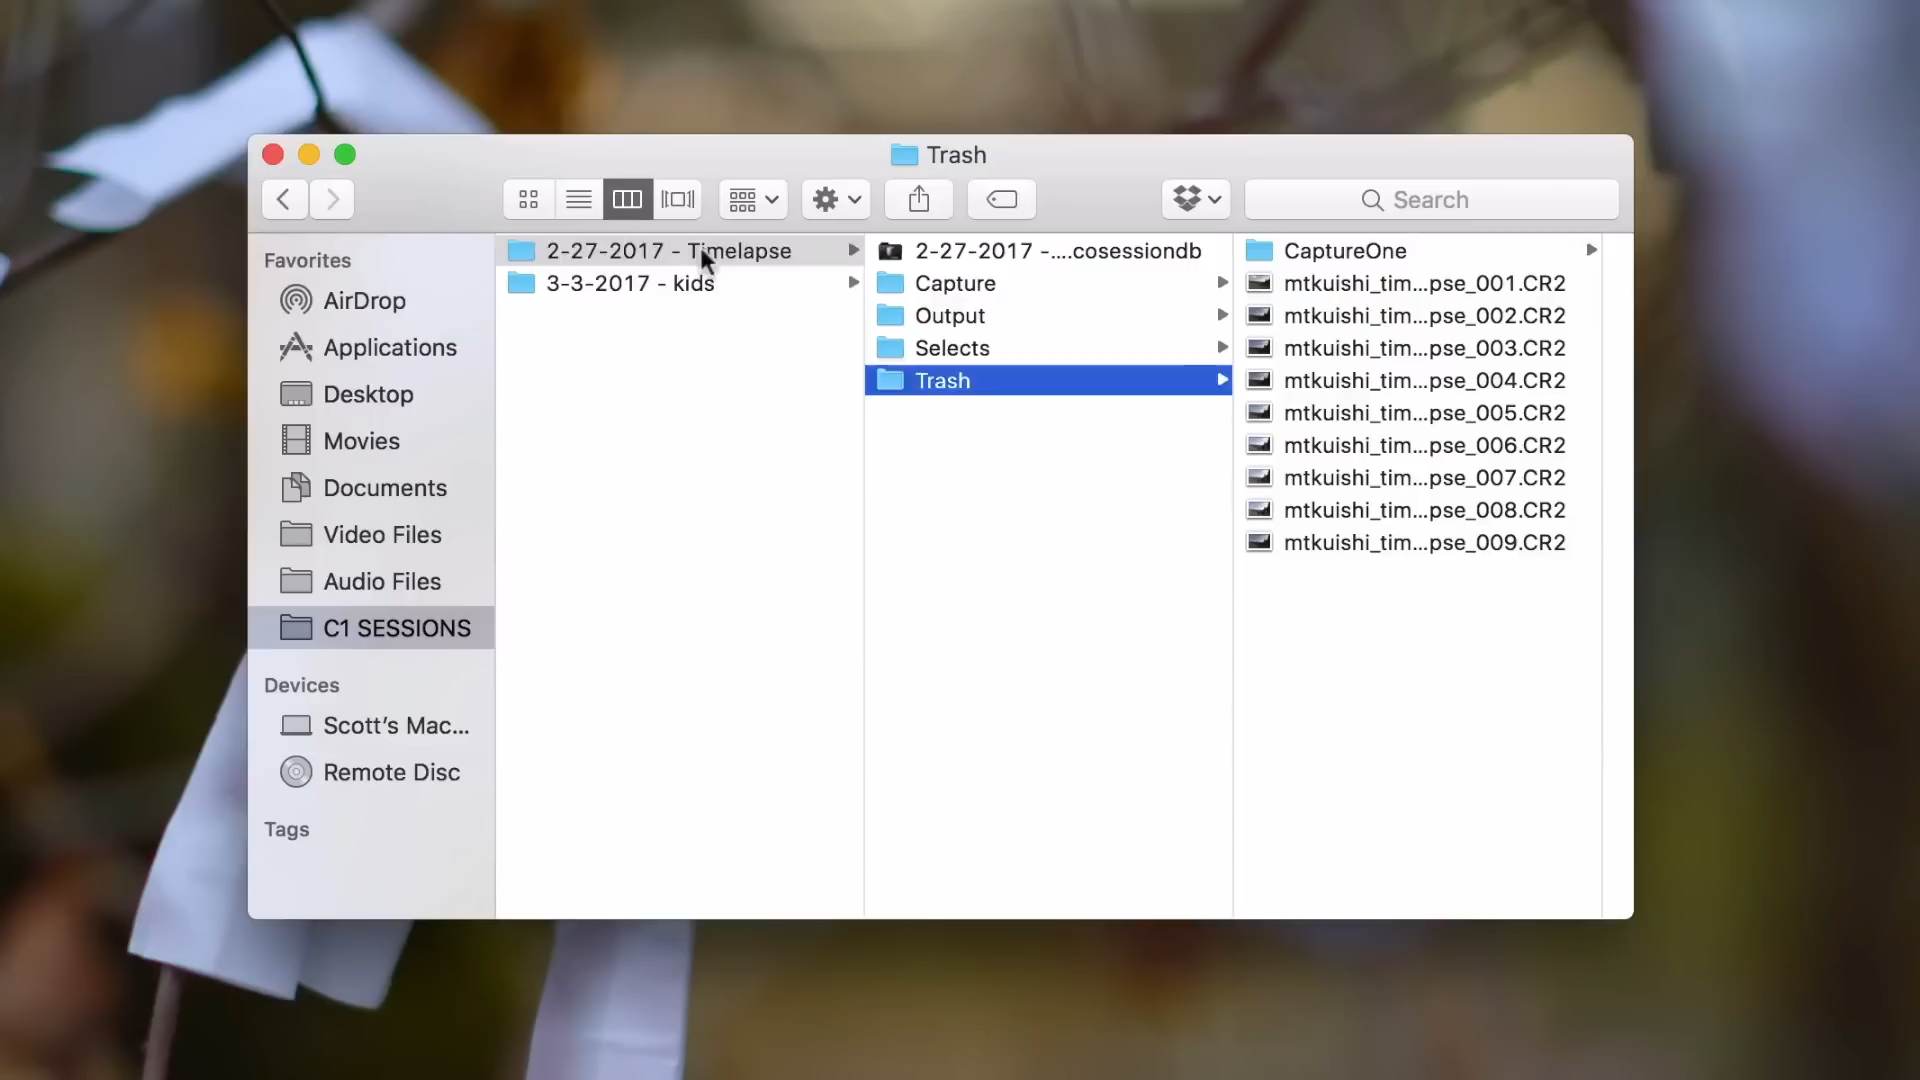 Trash
Search
Favorites
AirDrop
Applications
Desktop
Movies
Documents
Video Files
Audio Files
C1 SESSIONS
Devices
Scott’s Mac...
Remote Disc
Tags
2-27-2017 - Timelapse
3-3-2017 - kids
2-27-2017 -....cosessiondb
Capture
Output
Selects
Trash
CaptureOne
mtkuishi_tim...pse_001.CR2
mtkuishi_tim...pse_002.CR2
mtkuishi_tim...pse_003.CR2
mtkuishi_tim...pse_004.CR2
mtkuishi_tim...pse_005.CR2
mtkuishi_tim...pse_006.CR2
mtkuishi_tim...pse_007.CR2
mtkuishi_tim...pse_008.CR2
mtkuishi_tim...pse_009.CR2